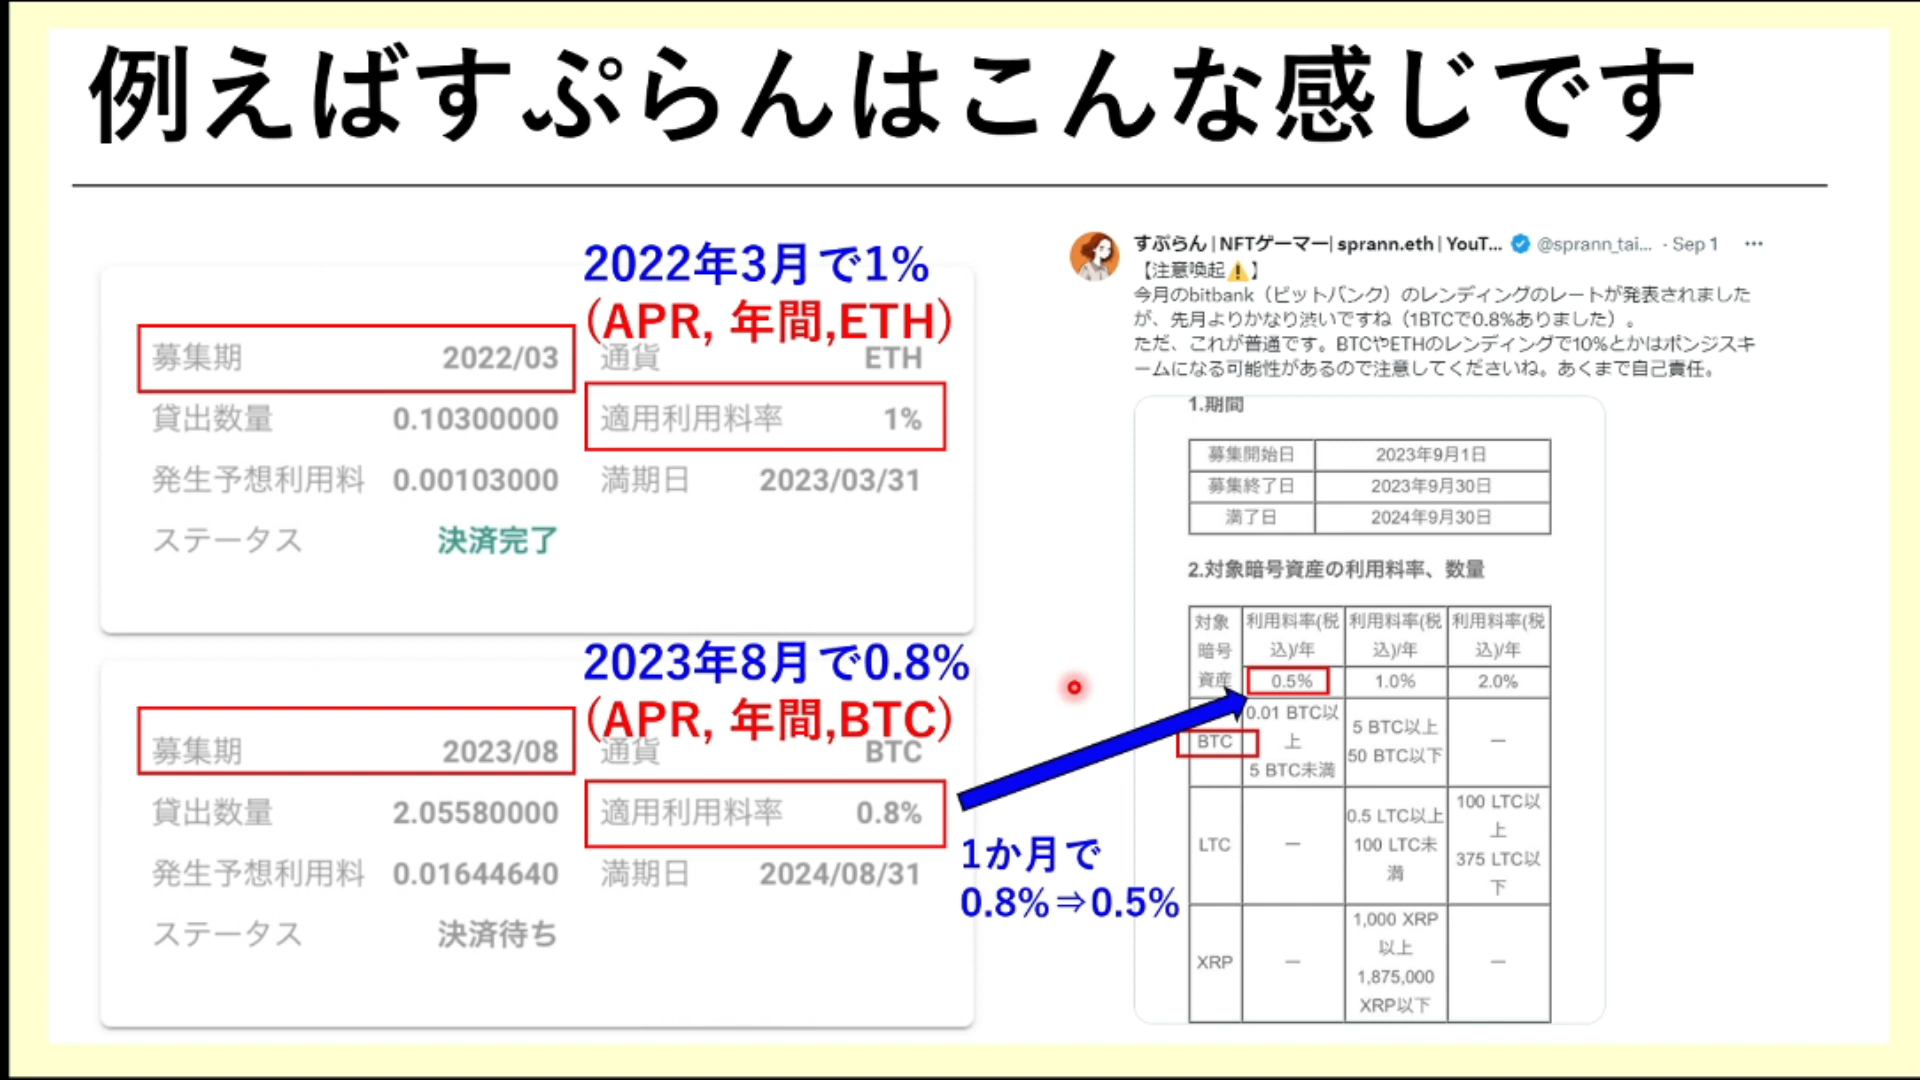 例えばすぷらんはこんな感じです
2022年3月で1%
(APR, 年間,ETH)
募集期 2022/03 通貨 ETH
貸出数量 0.10300000 適用利用料率 1%
発生予想利用料 0.00103000 満期日 2023/03/31
ステータス 決済完了
2023年8月で0.8%
(APR, 年間,BTC)
募集期 2023/08 通貨 BTC
貸出数量 2.05580000 適用利用料率 0.8%
発生予想利用料 0.01644640 満期日 2024/08/31
ステータス 決済待ち
1か月で
0.8%⇒0.5%
すぷらん | NFTゲーマー| sprann.eth | YouT... @sprann_tai... · Sep 1 ···
【注意喚起⚠️】
今月のbitbank（ビットバンク）のレンディングのレートが発表されました
が、先月よりかなり渋いですね（1BTCで0.8%ありました）。
ただ、これが普通です。BTCやETHのレンディングで10%とかはポンジスキ
ームになる可能性があるので注意してくださいね。あくまで自己責任。
1.期間
募集開始日 2023年9月1日
募集終了日 2023年9月30日
満了日 2024年9月30日
2.対象暗号資産の利用料率、数量
対象
暗号
資産
利用料率(税
込)/年
0.5%
利用料率(税
込)/年
1.0%
利用料率(税
込)/年
2.0%
BTC
0.01 BTC以
上
5 BTC未満
5 BTC以上
50 BTC以下
—
LTC
—
0.5 LTC以上
100 LTC未
満
100 LTC以
上
375 LTC以
下
XRP
—
1,000 XRP
以上
1,875,000
XRP以下
—